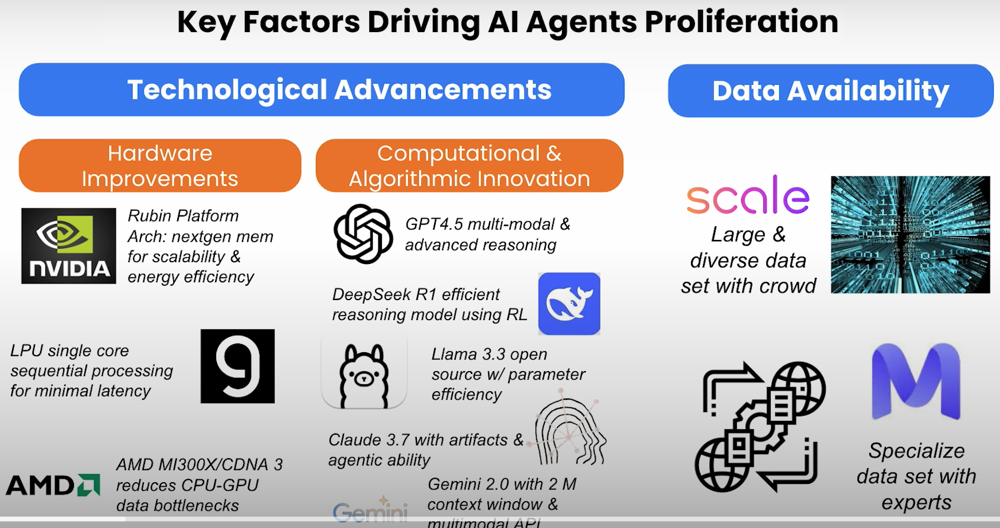 Key Factors Driving AI Agents Proliferation
Technological Advancements
Hardware
Improvements
NVIDIA
Rubin Platform
Arch: nextgen mem
for scalability &
energy efficiency
LPU single core
sequential processing
for minimal latency
g
AMD
AMD MI300X/CDNA 3
reduces CPU-GPU
data bottlenecks
Computational &
Algorithmic Innovation
GPT4.5 multi-modal &
advanced reasoning
DeepSeek R1 efficient
reasoning model using RL
Llama 3.3 open
source w/ parameter
efficiency
Claude 3.7 with artifacts &
agentic ability
Gemini
Gemini 2.0 with 2 M
context window &
multimodal API
Data Availability
scale
Large &
diverse data
set with crowd
M
Specialize
data set with
experts